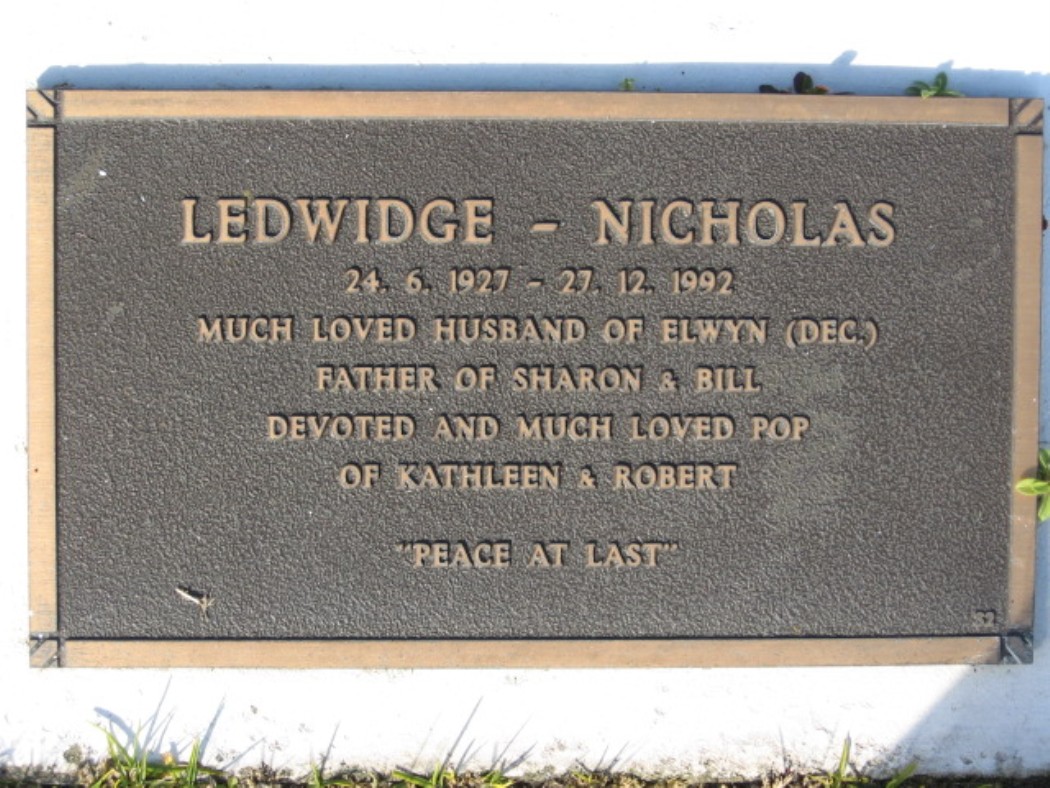 LEDWIDGE - NICHOLAS
24. 6. 1927 - 27. 12. 1992
MUCH LOVED HUSBAND OF ELWYN (DEC.)
FATHER OF SHARON & BILL
DEVOTED AND MUCH LOVED POP
OF KATHLEEN & ROBERT
"PEACE AT LAST"